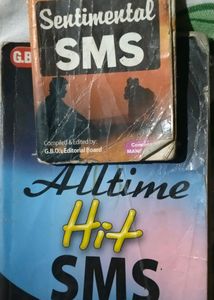 Sentimental
SMS
Compiled & Edited by:
G.B.D.'s Editorial Board
G.B.
Alltime
Hit
SMS